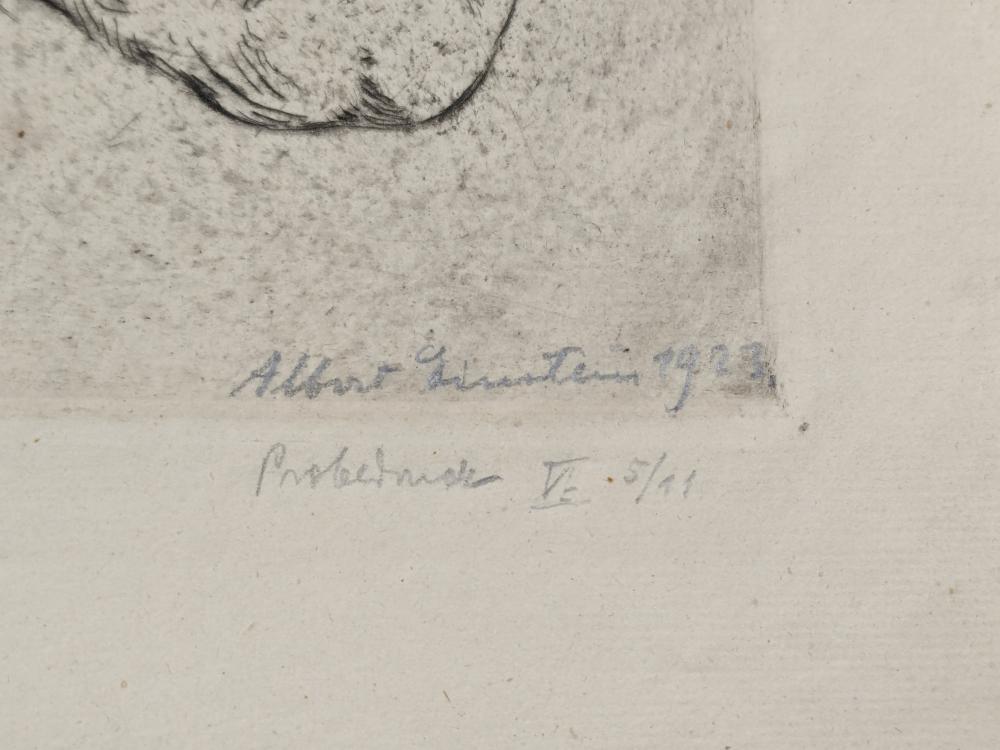 Albert Einstein 1923.
Probedruck VI 5/11